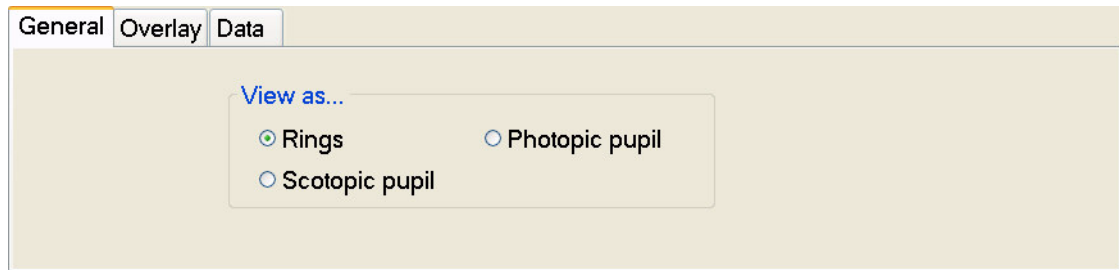 General Overlay Data
View as...
Rings Photopic pupil
Scotopic pupil